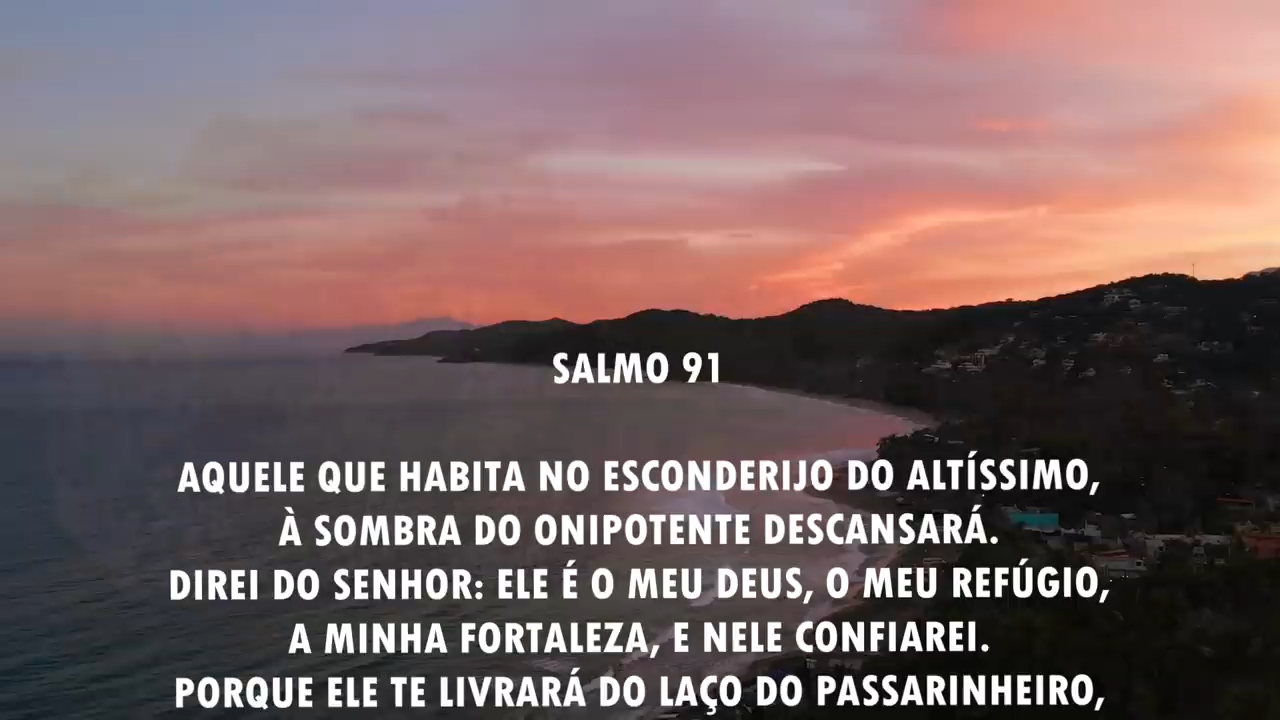 SALMO 91
AQUELE QUE HABITA NO ESCONDERIJO DO ALTÍSSIMO,
À SOMBRA DO ONIPOTENTE DESCANSARÁ.
DIREI DO SENHOR: ELE É O MEU DEUS, O MEU REFÚGIO,
A MINHA FORTALEZA, E NELE CONFIAREI.
PORQUE ELE TE LIVRARÁ DO LAÇO DO PASSARINHEIRO,